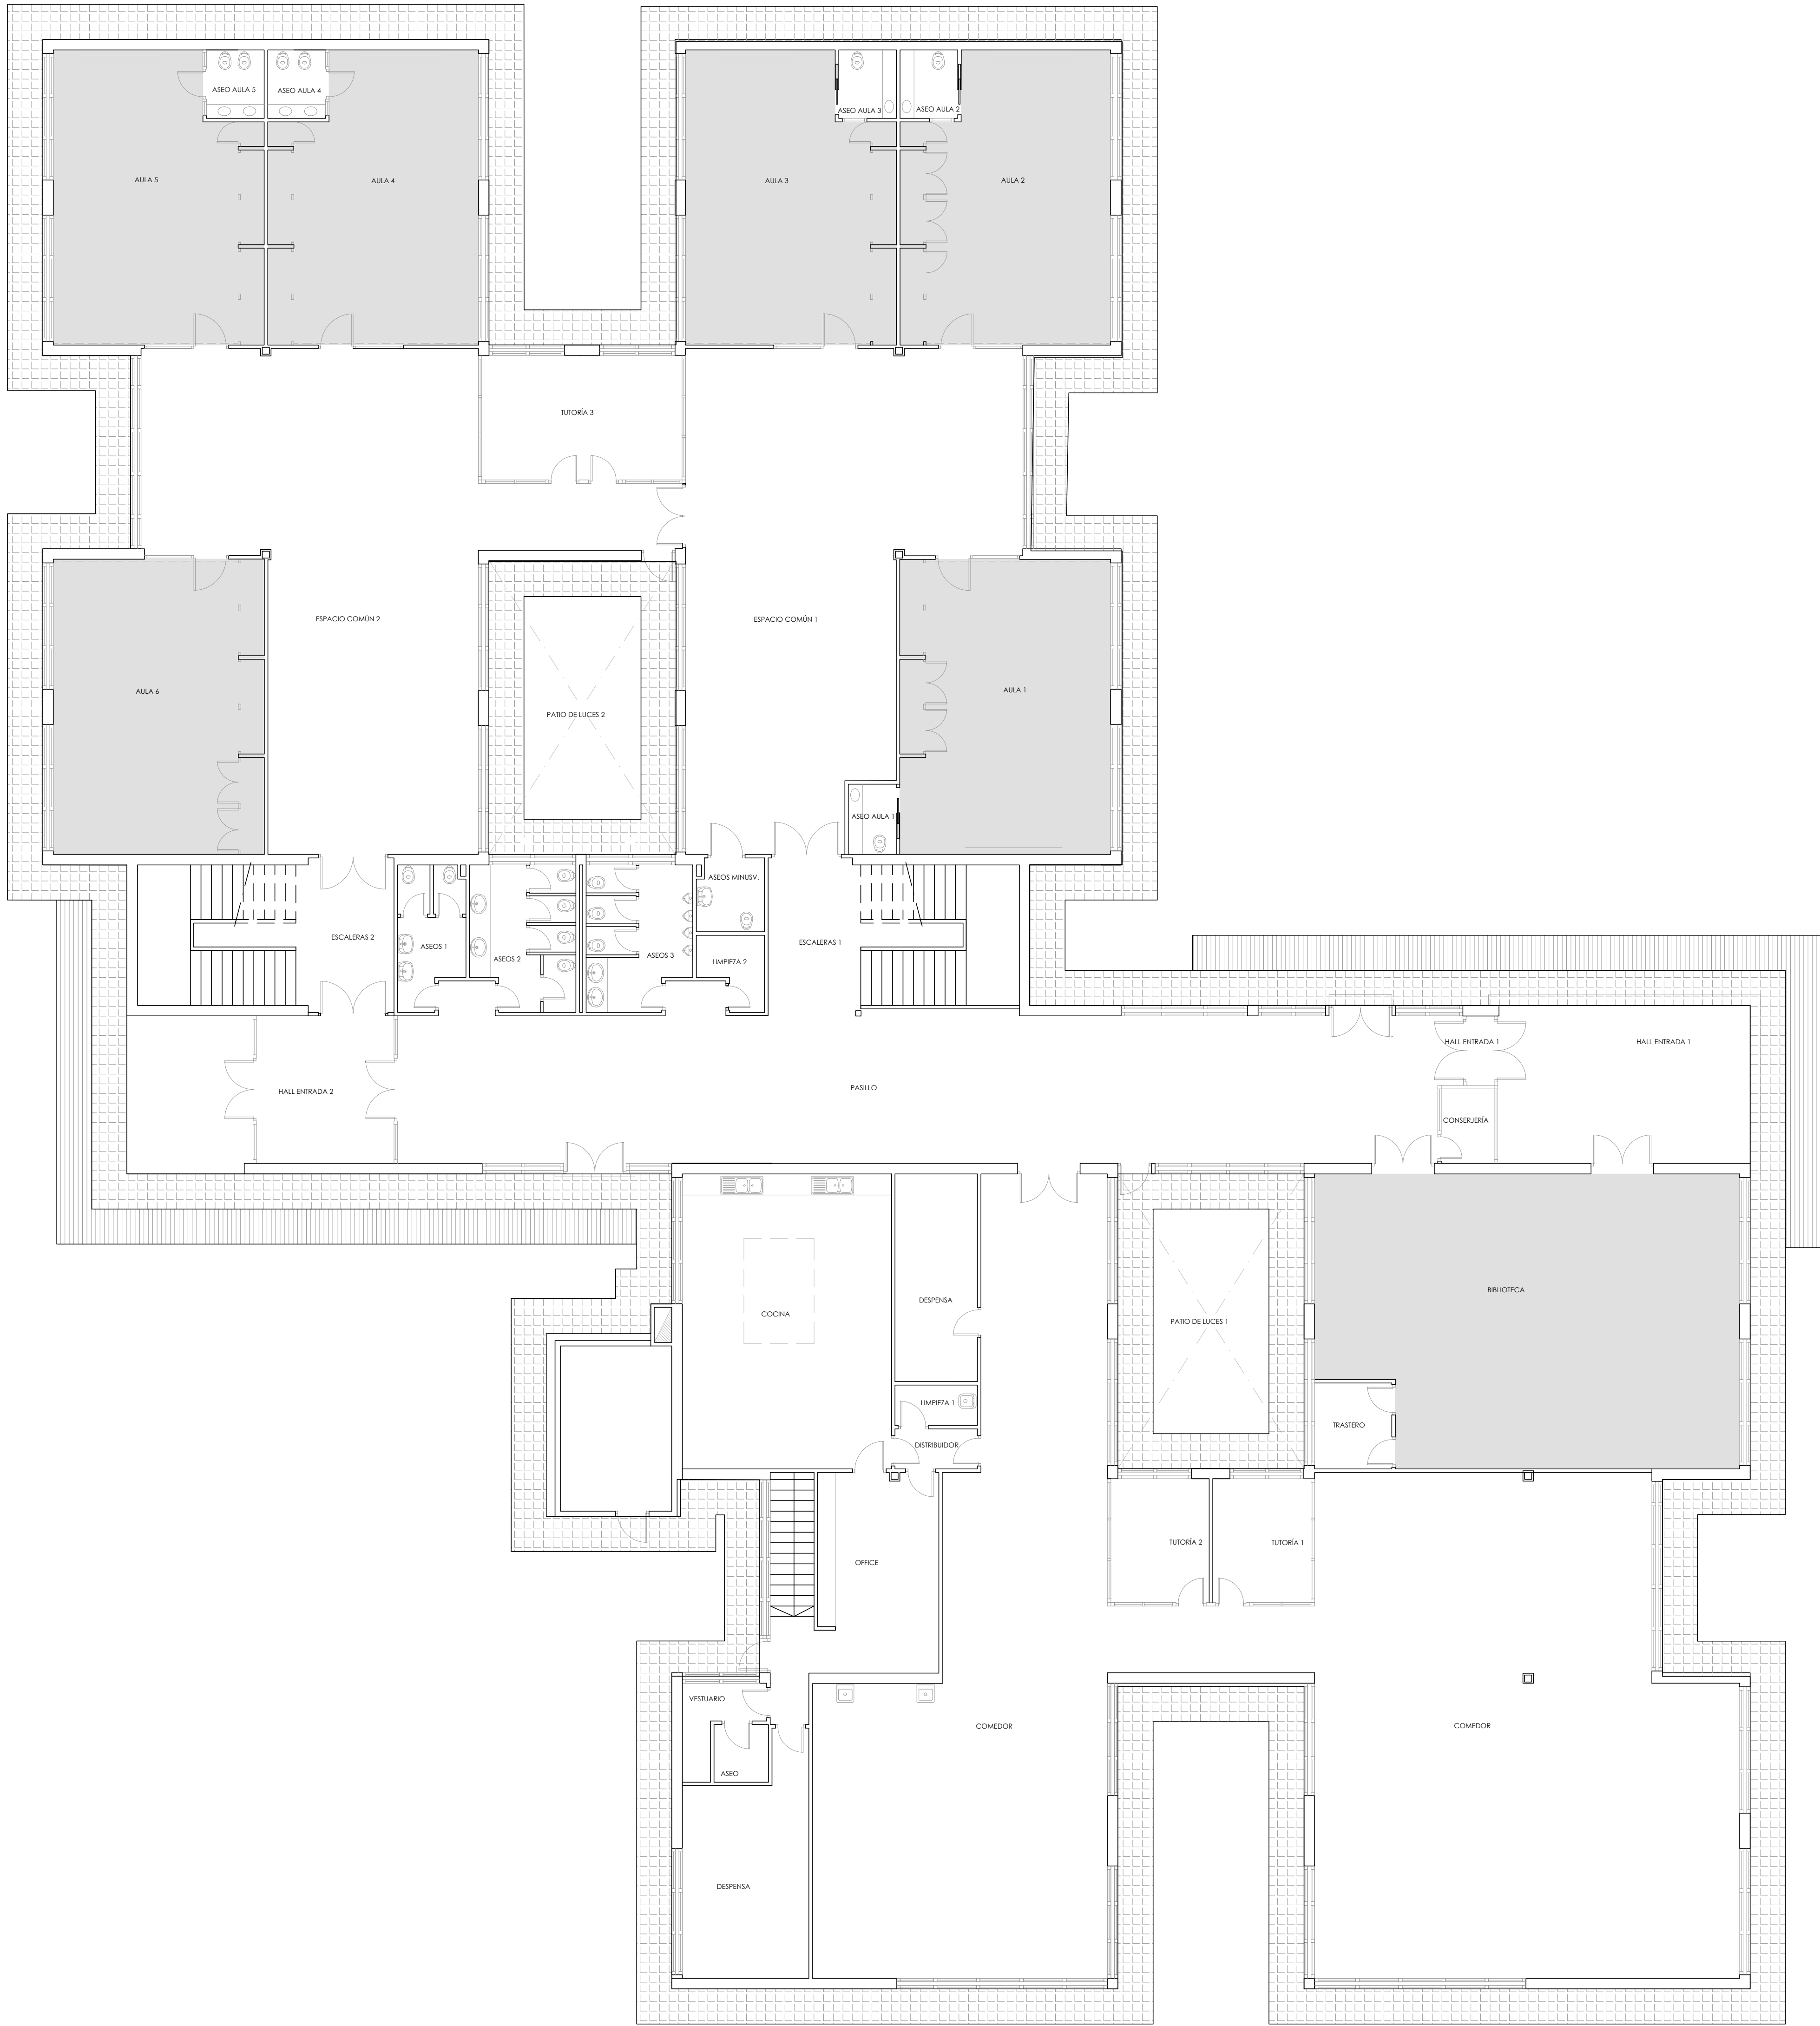 ASEO AULA 5
ASEO AULA 4
ASEO AULA 3
ASEO AULA 2
AULA 5
AULA 4
AULA 3
AULA 2
TUTORÍA 3
ESPACIO COMÚN 2
ESPACIO COMÚN 1
AULA 6
AULA 1
PATIO DE LUCES 2
ASEO AULA 1
ASEOS MINUSV.
ESCALERAS 2
ASEOS 1
ASEOS 2
ASEOS 3
LIMPIEZA 2
ESCALERAS 1
HALL ENTRADA 1
HALL ENTRADA 1
HALL ENTRADA 2
PASILLO
CONSERJERÍA
BIBLIOTECA
DESPENSA
COCINA
PATIO DE LUCES 1
LIMPIEZA 1
TRASTERO
DISTRIBUIDOR
OFFICE
TUTORÍA 2
TUTORÍA 1
VESTUARIO
COMEDOR
COMEDOR
ASEO
DESPENSA